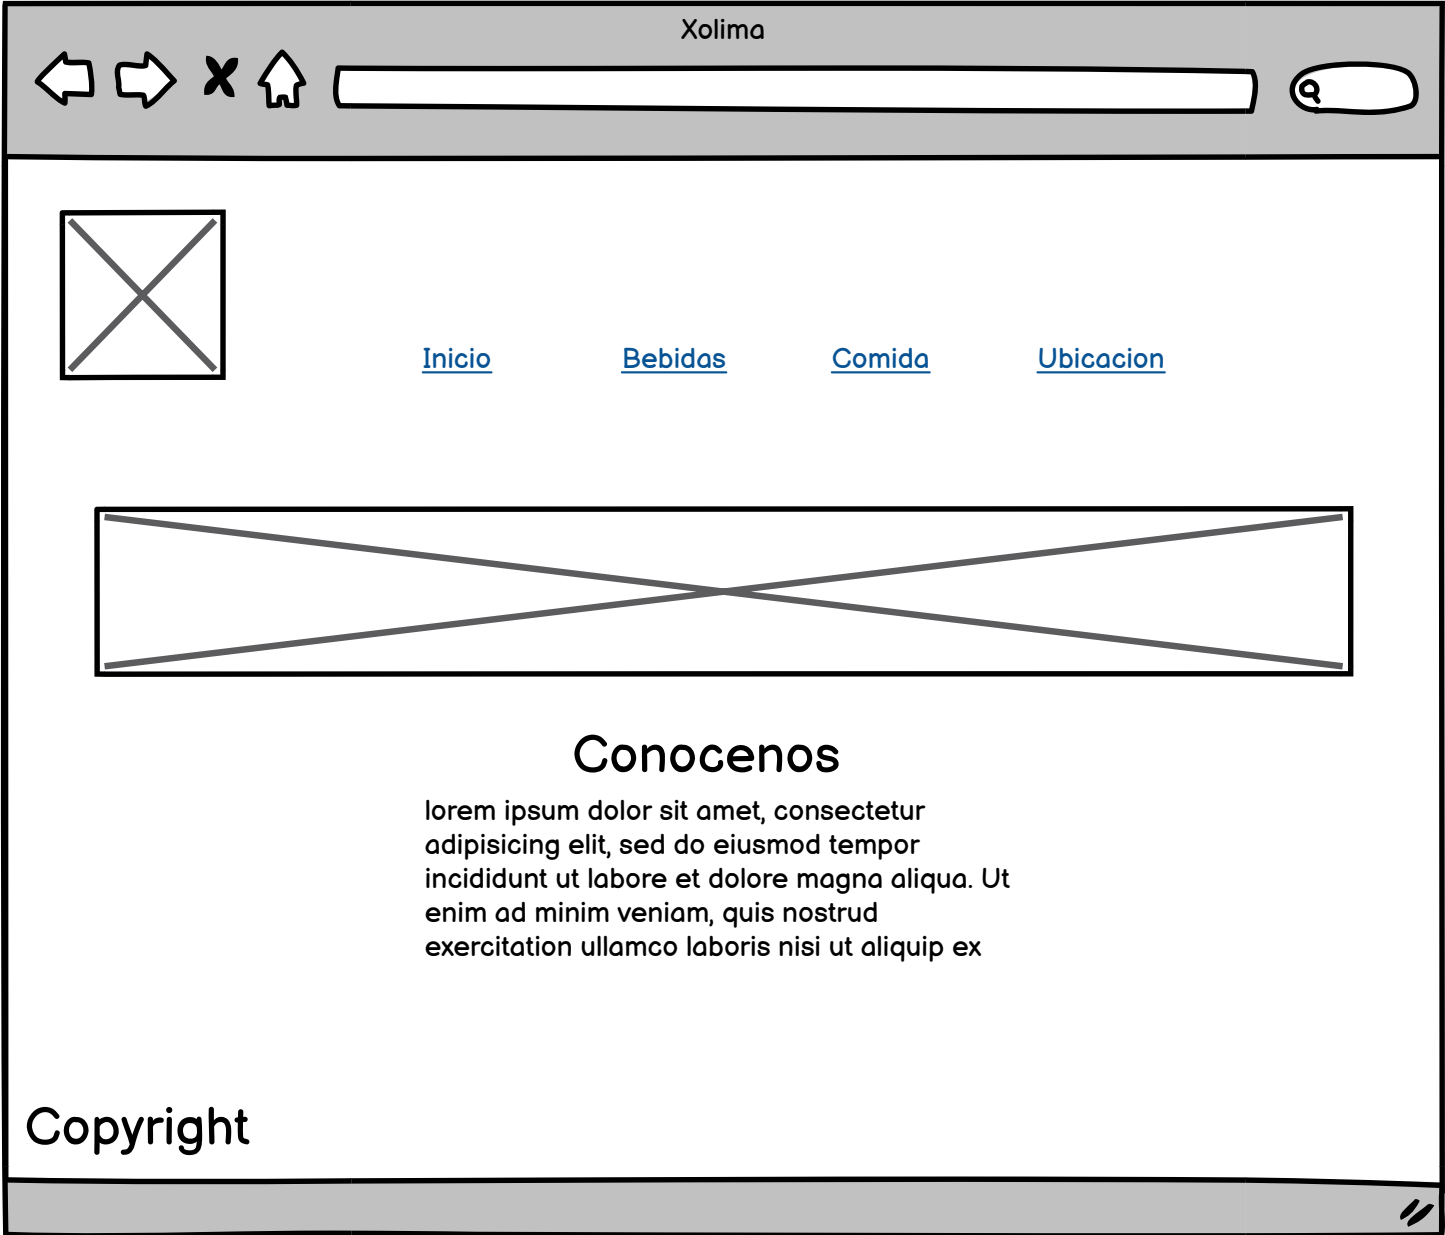 Xolima
Inicio Bebidas Comida Ubicacion
Conocenos
lorem ipsum dolor sit amet, consectetur
adipisicing elit, sed do eiusmod tempor
incididunt ut labore et dolore magna aliqua. Ut
enim ad minim veniam, quis nostrud
exercitation ullamco laboris nisi ut aliquip ex
Copyright